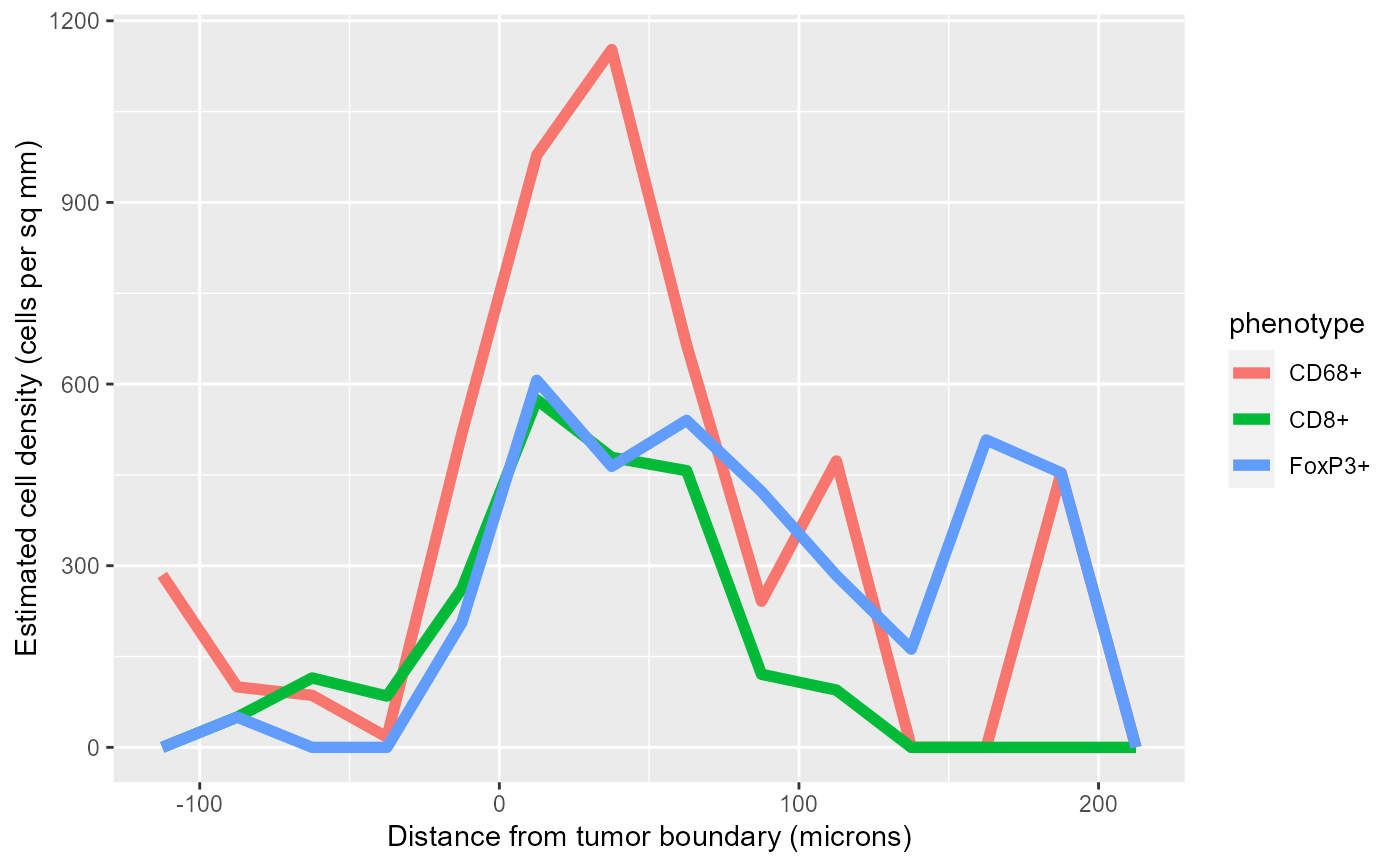 1200
900
600
300
0
-100
0
100
200
Distance from tumor boundary (microns)
Estimated cell density (cells per sq mm)
phenotype
CD68+
CD8+
FoxP3+